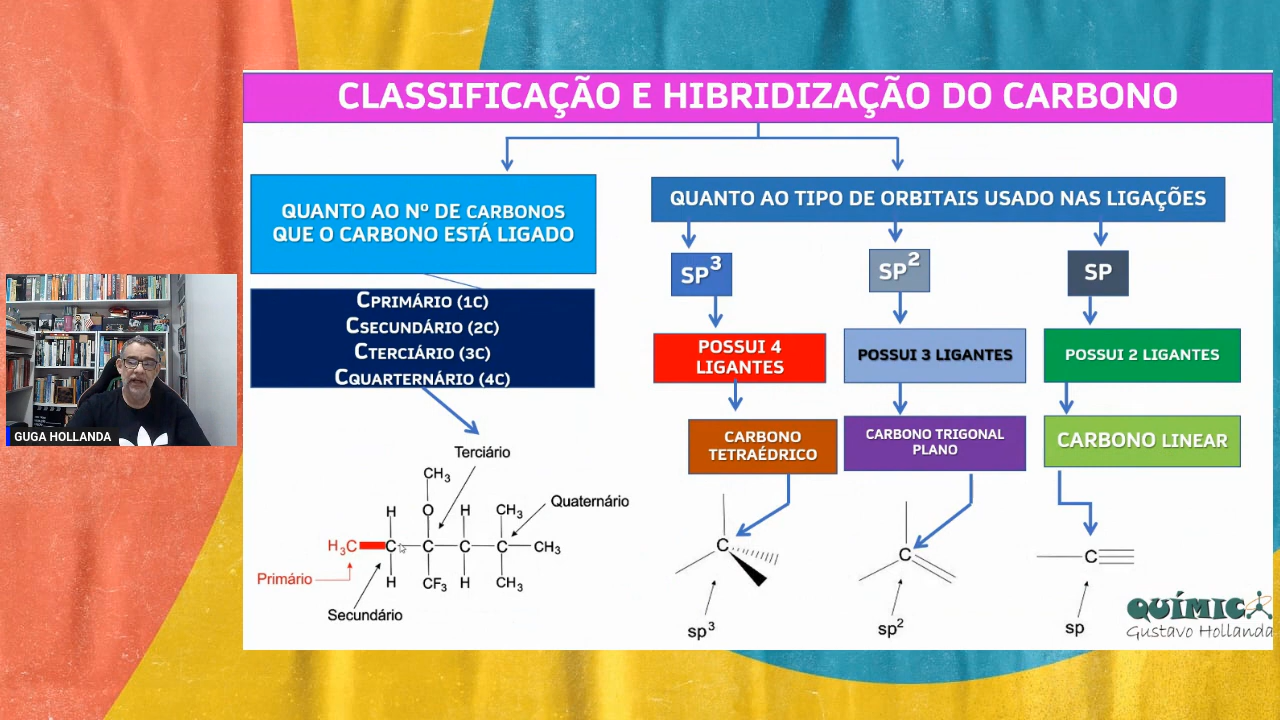 CLASSIFICAÇÃO E HIBRIDIZAÇÃO DO CARBONO
QUANTO AO Nº DE CARBONOS
QUE O CARBONO ESTÁ LIGADO
CPRIMÁRIO (1C)
CSECUNDÁRIO (2C)
CTERCIÁRIO (3C)
CQUARTERNÁRIO (4C)
Terciário
CH3
Quaternário
H O H CH3
H3C C C C C CH3
H CF3 H CH3
Primário
Secundário
QUANTO AO TIPO DE ORBITAIS USADO NAS LIGAÇÕES
SP3
POSSUI 4
LIGANTES
CARBONO
TETRAÉDRICO
C
sp3
SP2
POSSUI 3 LIGANTES
CARBONO TRIGONAL
PLANO
C
sp2
SP
POSSUI 2 LIGANTES
CARBONO LINEAR
C
sp
QUÍMICA
Gustavo Hollanda
GUGA HOLLANDA